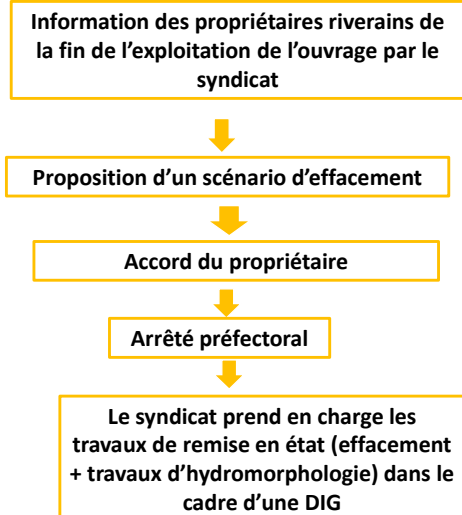 Information des propriétaires riverains de
la fin de l’exploitation de l’ouvrage par le
syndicat
Proposition d’un scénario d’effacement
Accord du propriétaire
Arrêté préfectoral
Le syndicat prend en charge les
travaux de remise en état (effacement
+ travaux d’hydromorphologie) dans le
cadre d’une DIG